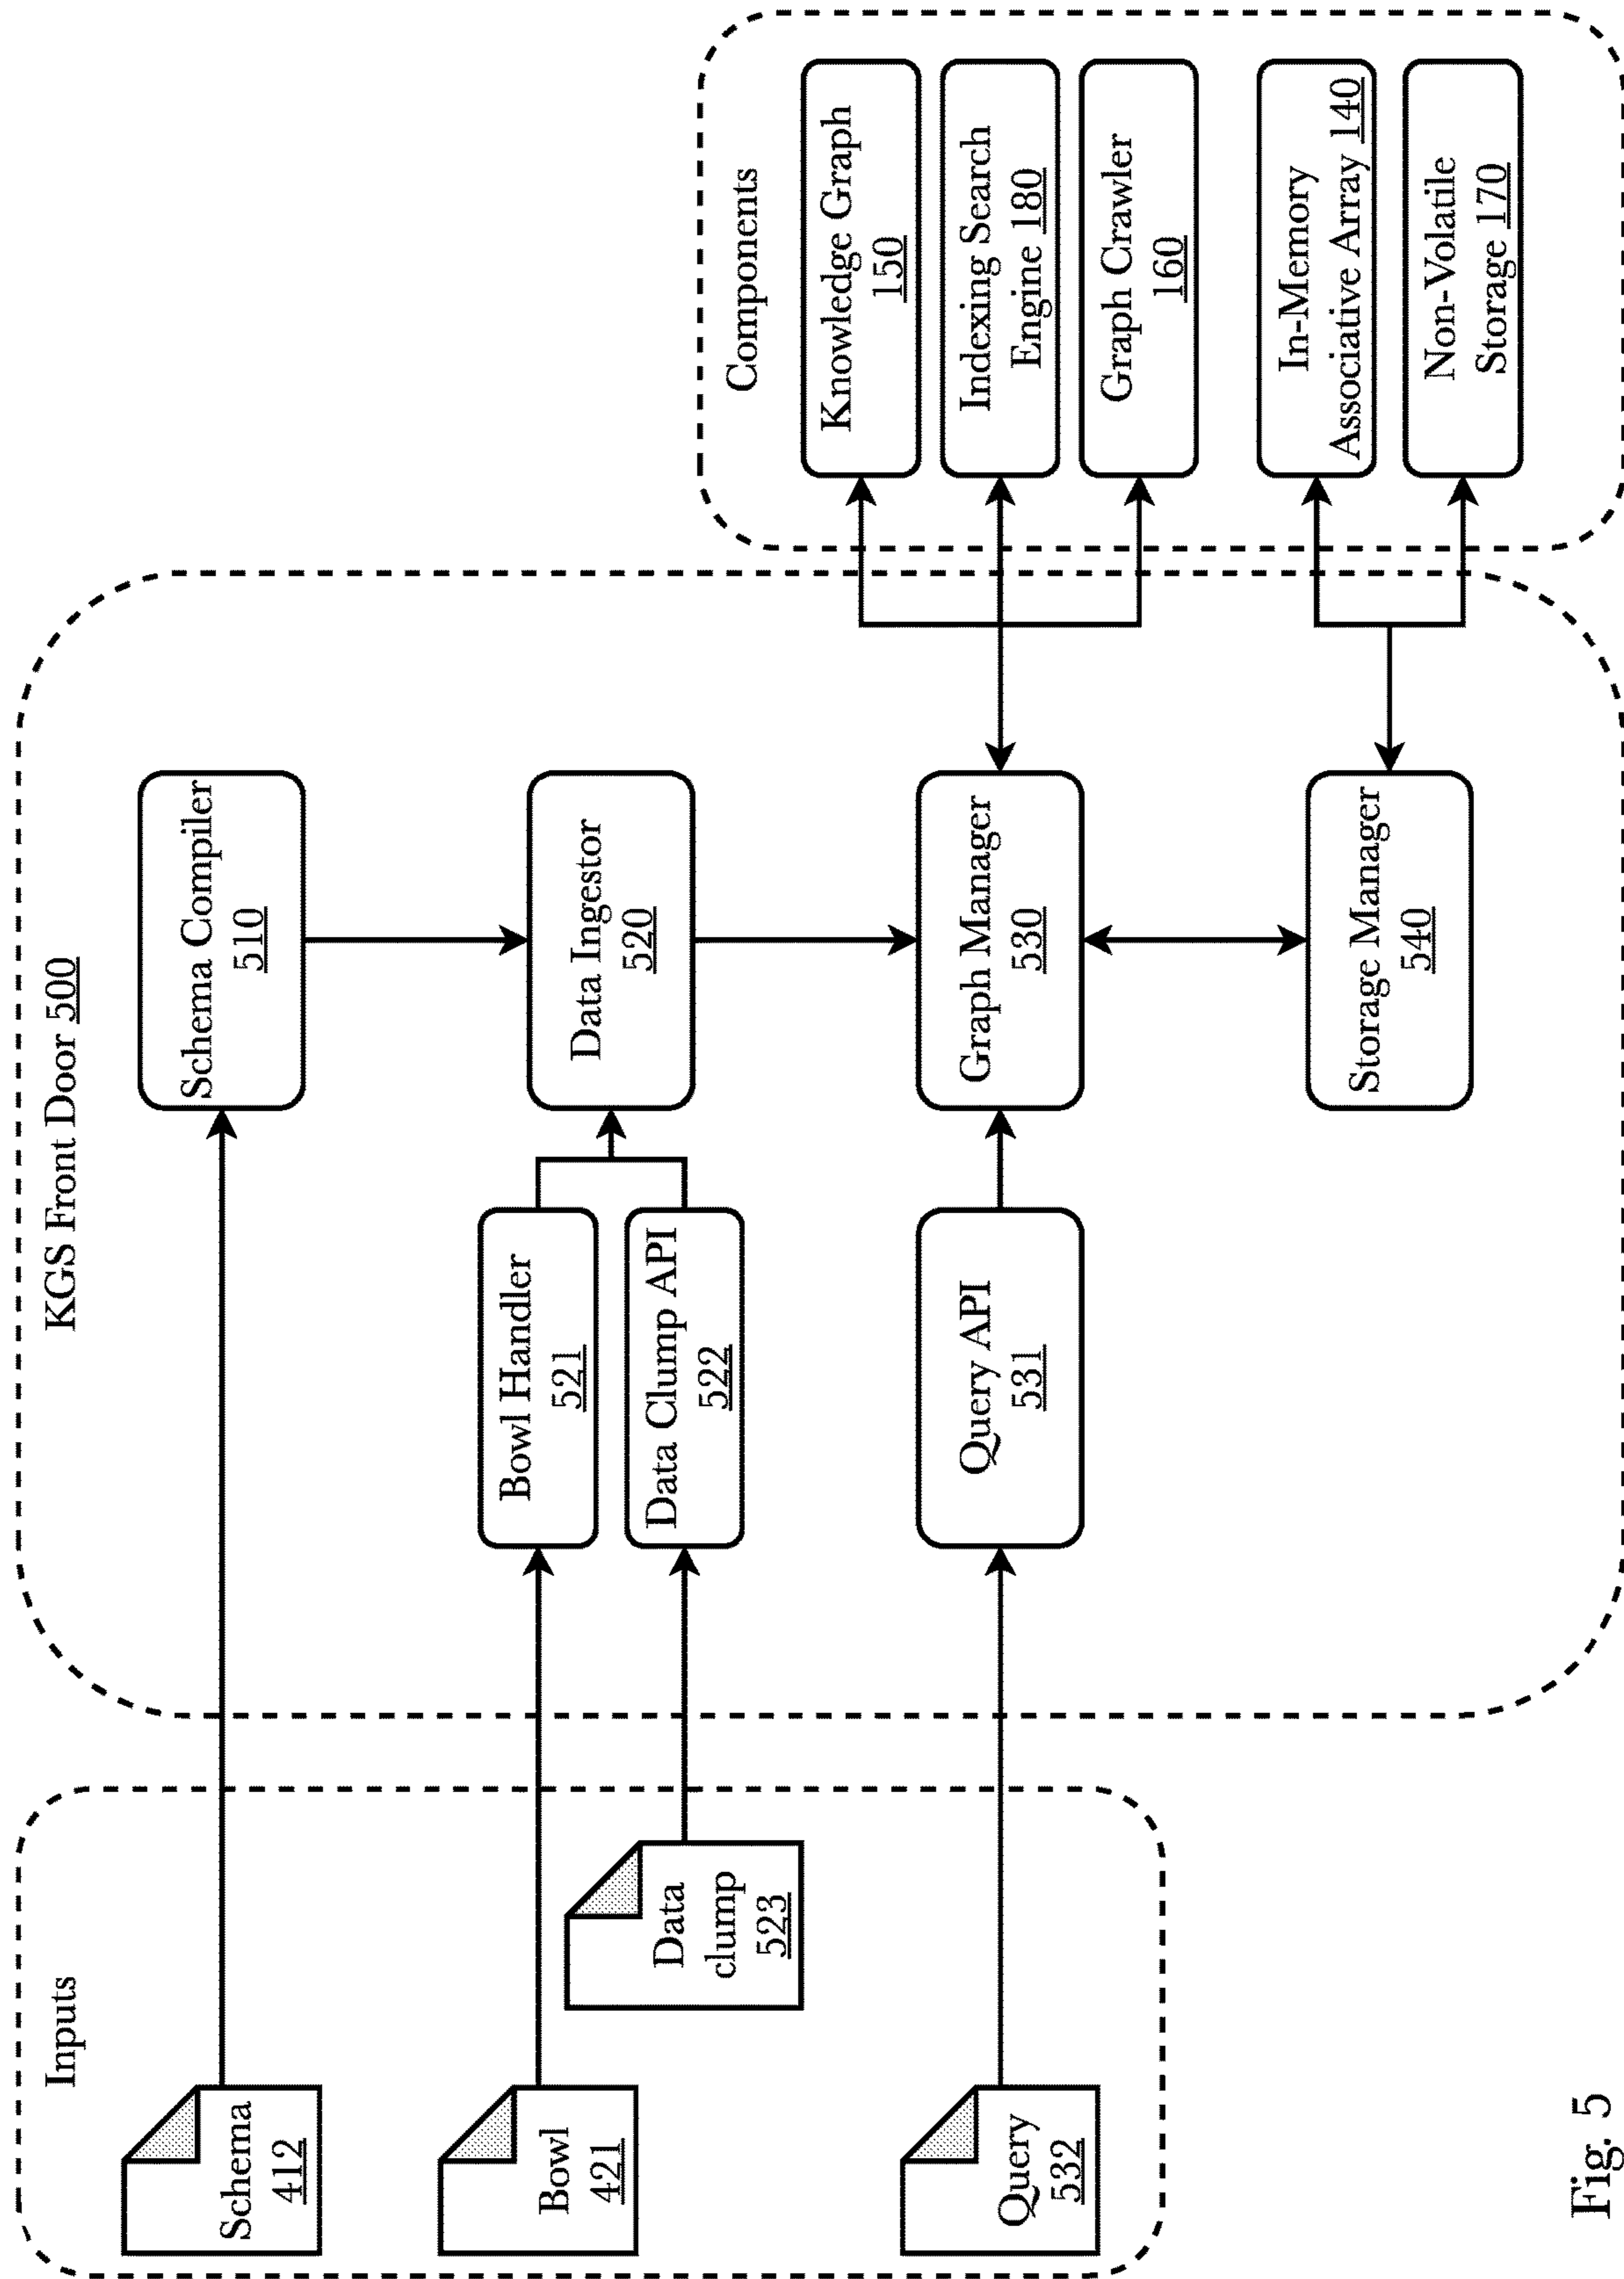 Inputs
Schema
412
Bowl
421
Data
clump
523
Query
532
KGS Front Door 500
Schema Compiler
510
Bowl Handler
521
Data Clump API
522
Data Ingestor
520
Query API
531
Graph Manager
530
Storage Manager
540
Components
Knowledge Graph
150
Indexing Search
Engine 180
Graph Crawler
160
In-Memory
Associative Array 140
Non-Volatile
Storage 170
Fig. 5